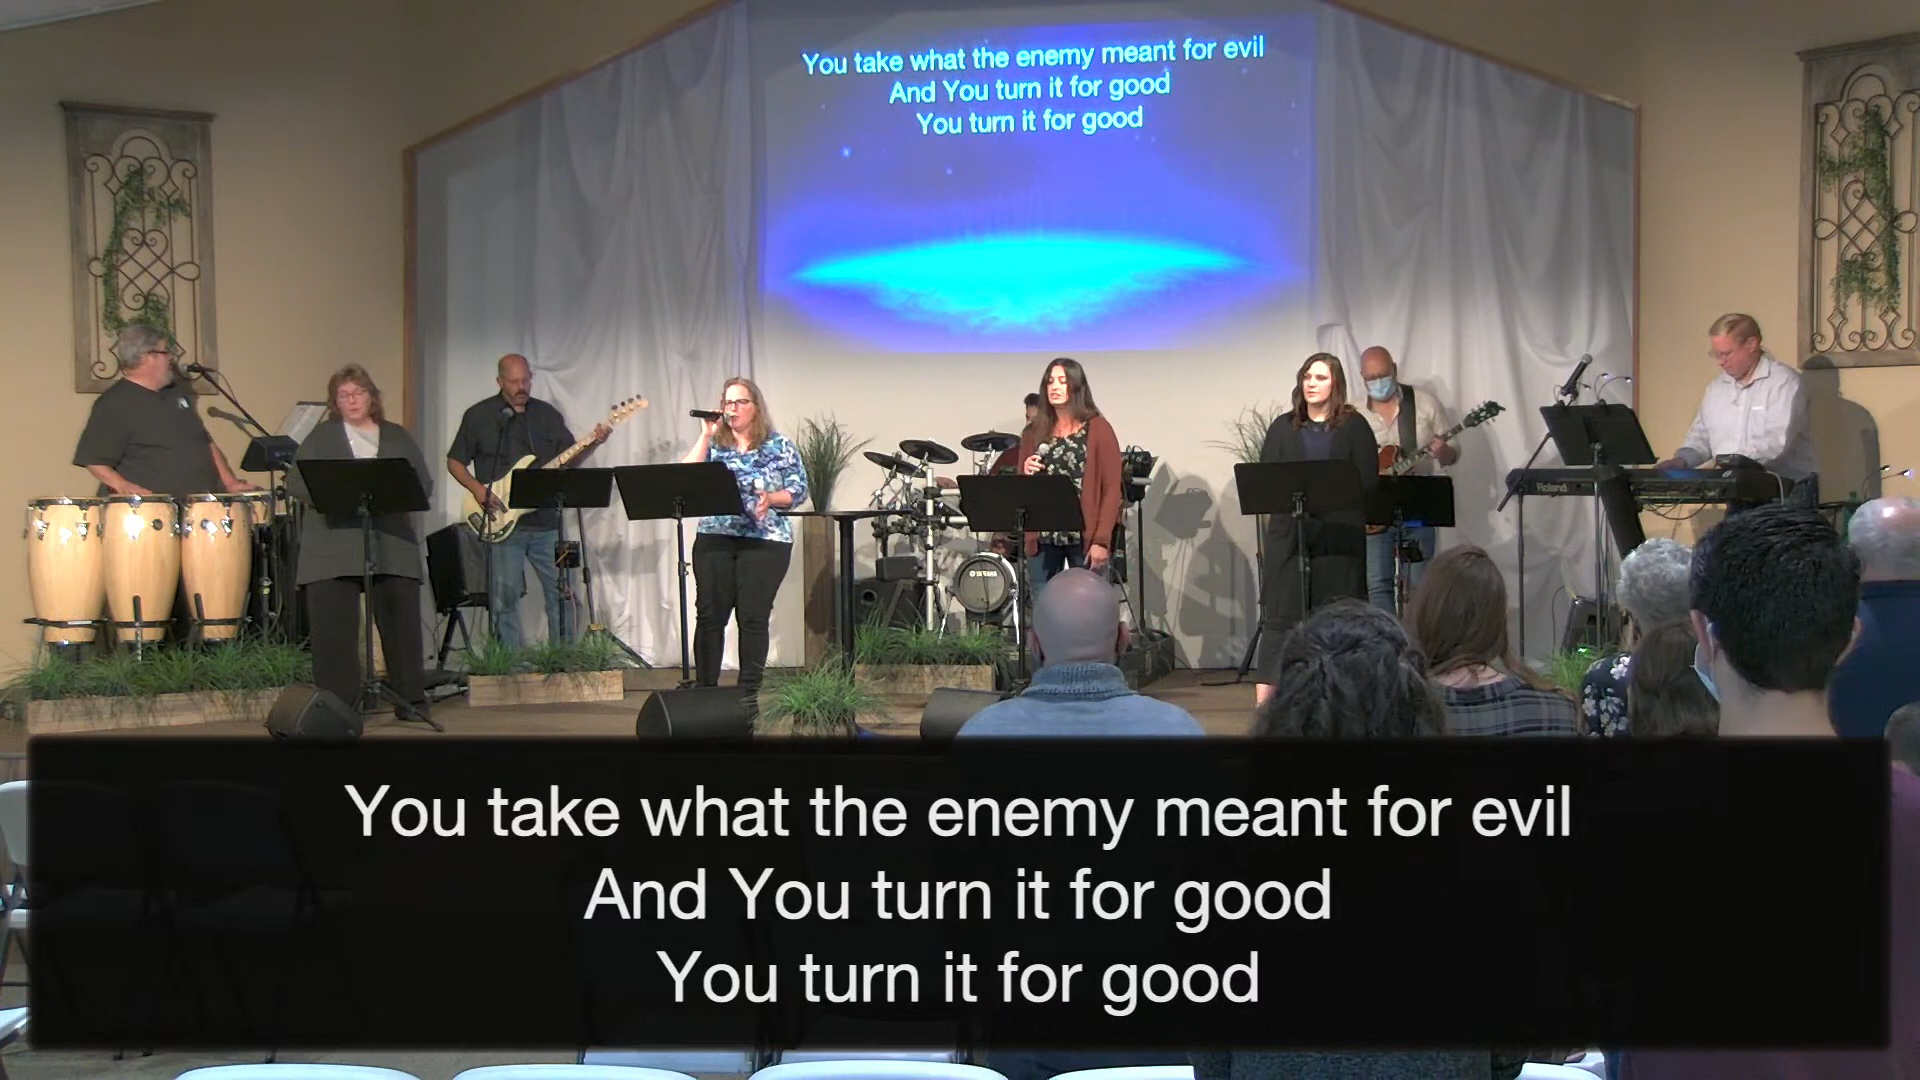 You take what the enemy meant for evil
And You turn it for good
You turn it for good
Roland
YAMAHA
You take what the enemy meant for evil
And You turn it for good
You turn it for good